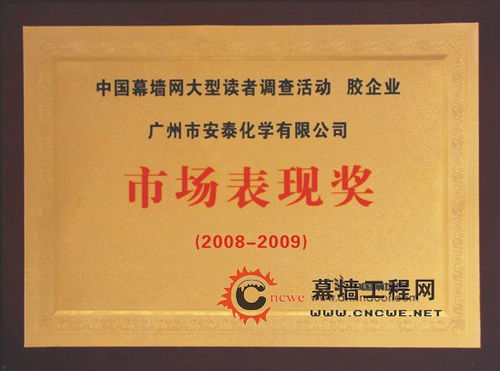 中国幕墙网大型读者调查活动 胶企业
广州市安泰化学有限公司
市场表现奖
(2008-2009)
Cnwe 幕墙工程网
WWW.CNCWE.NET